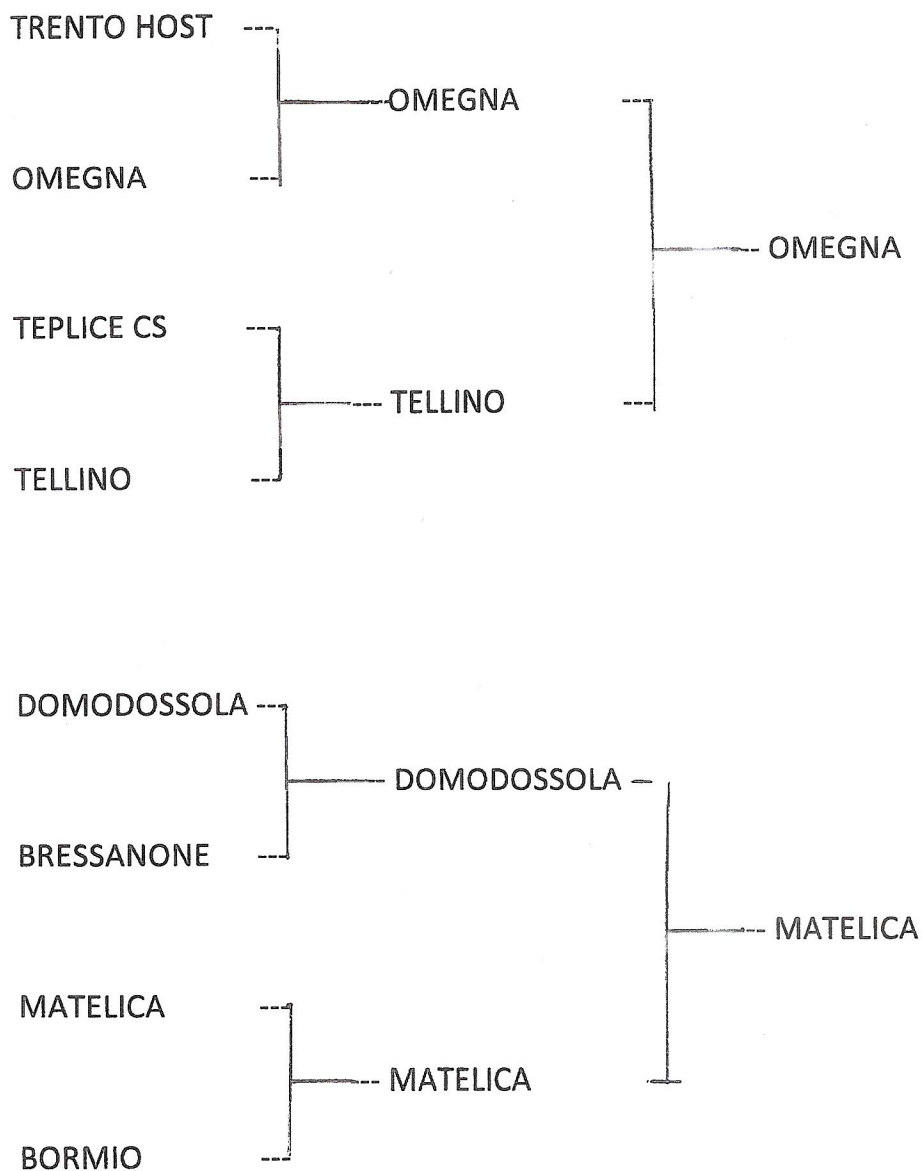 TRENTO HOST
OMEGNA
OMEGNA
OMEGNA
TEPLICE CS
TELLINO
TELLINO
DOMODOSSOLA
DOMODOSSOLA
BRESSANONE
MATELICA
MATELICA
MATELICA
BORMIO